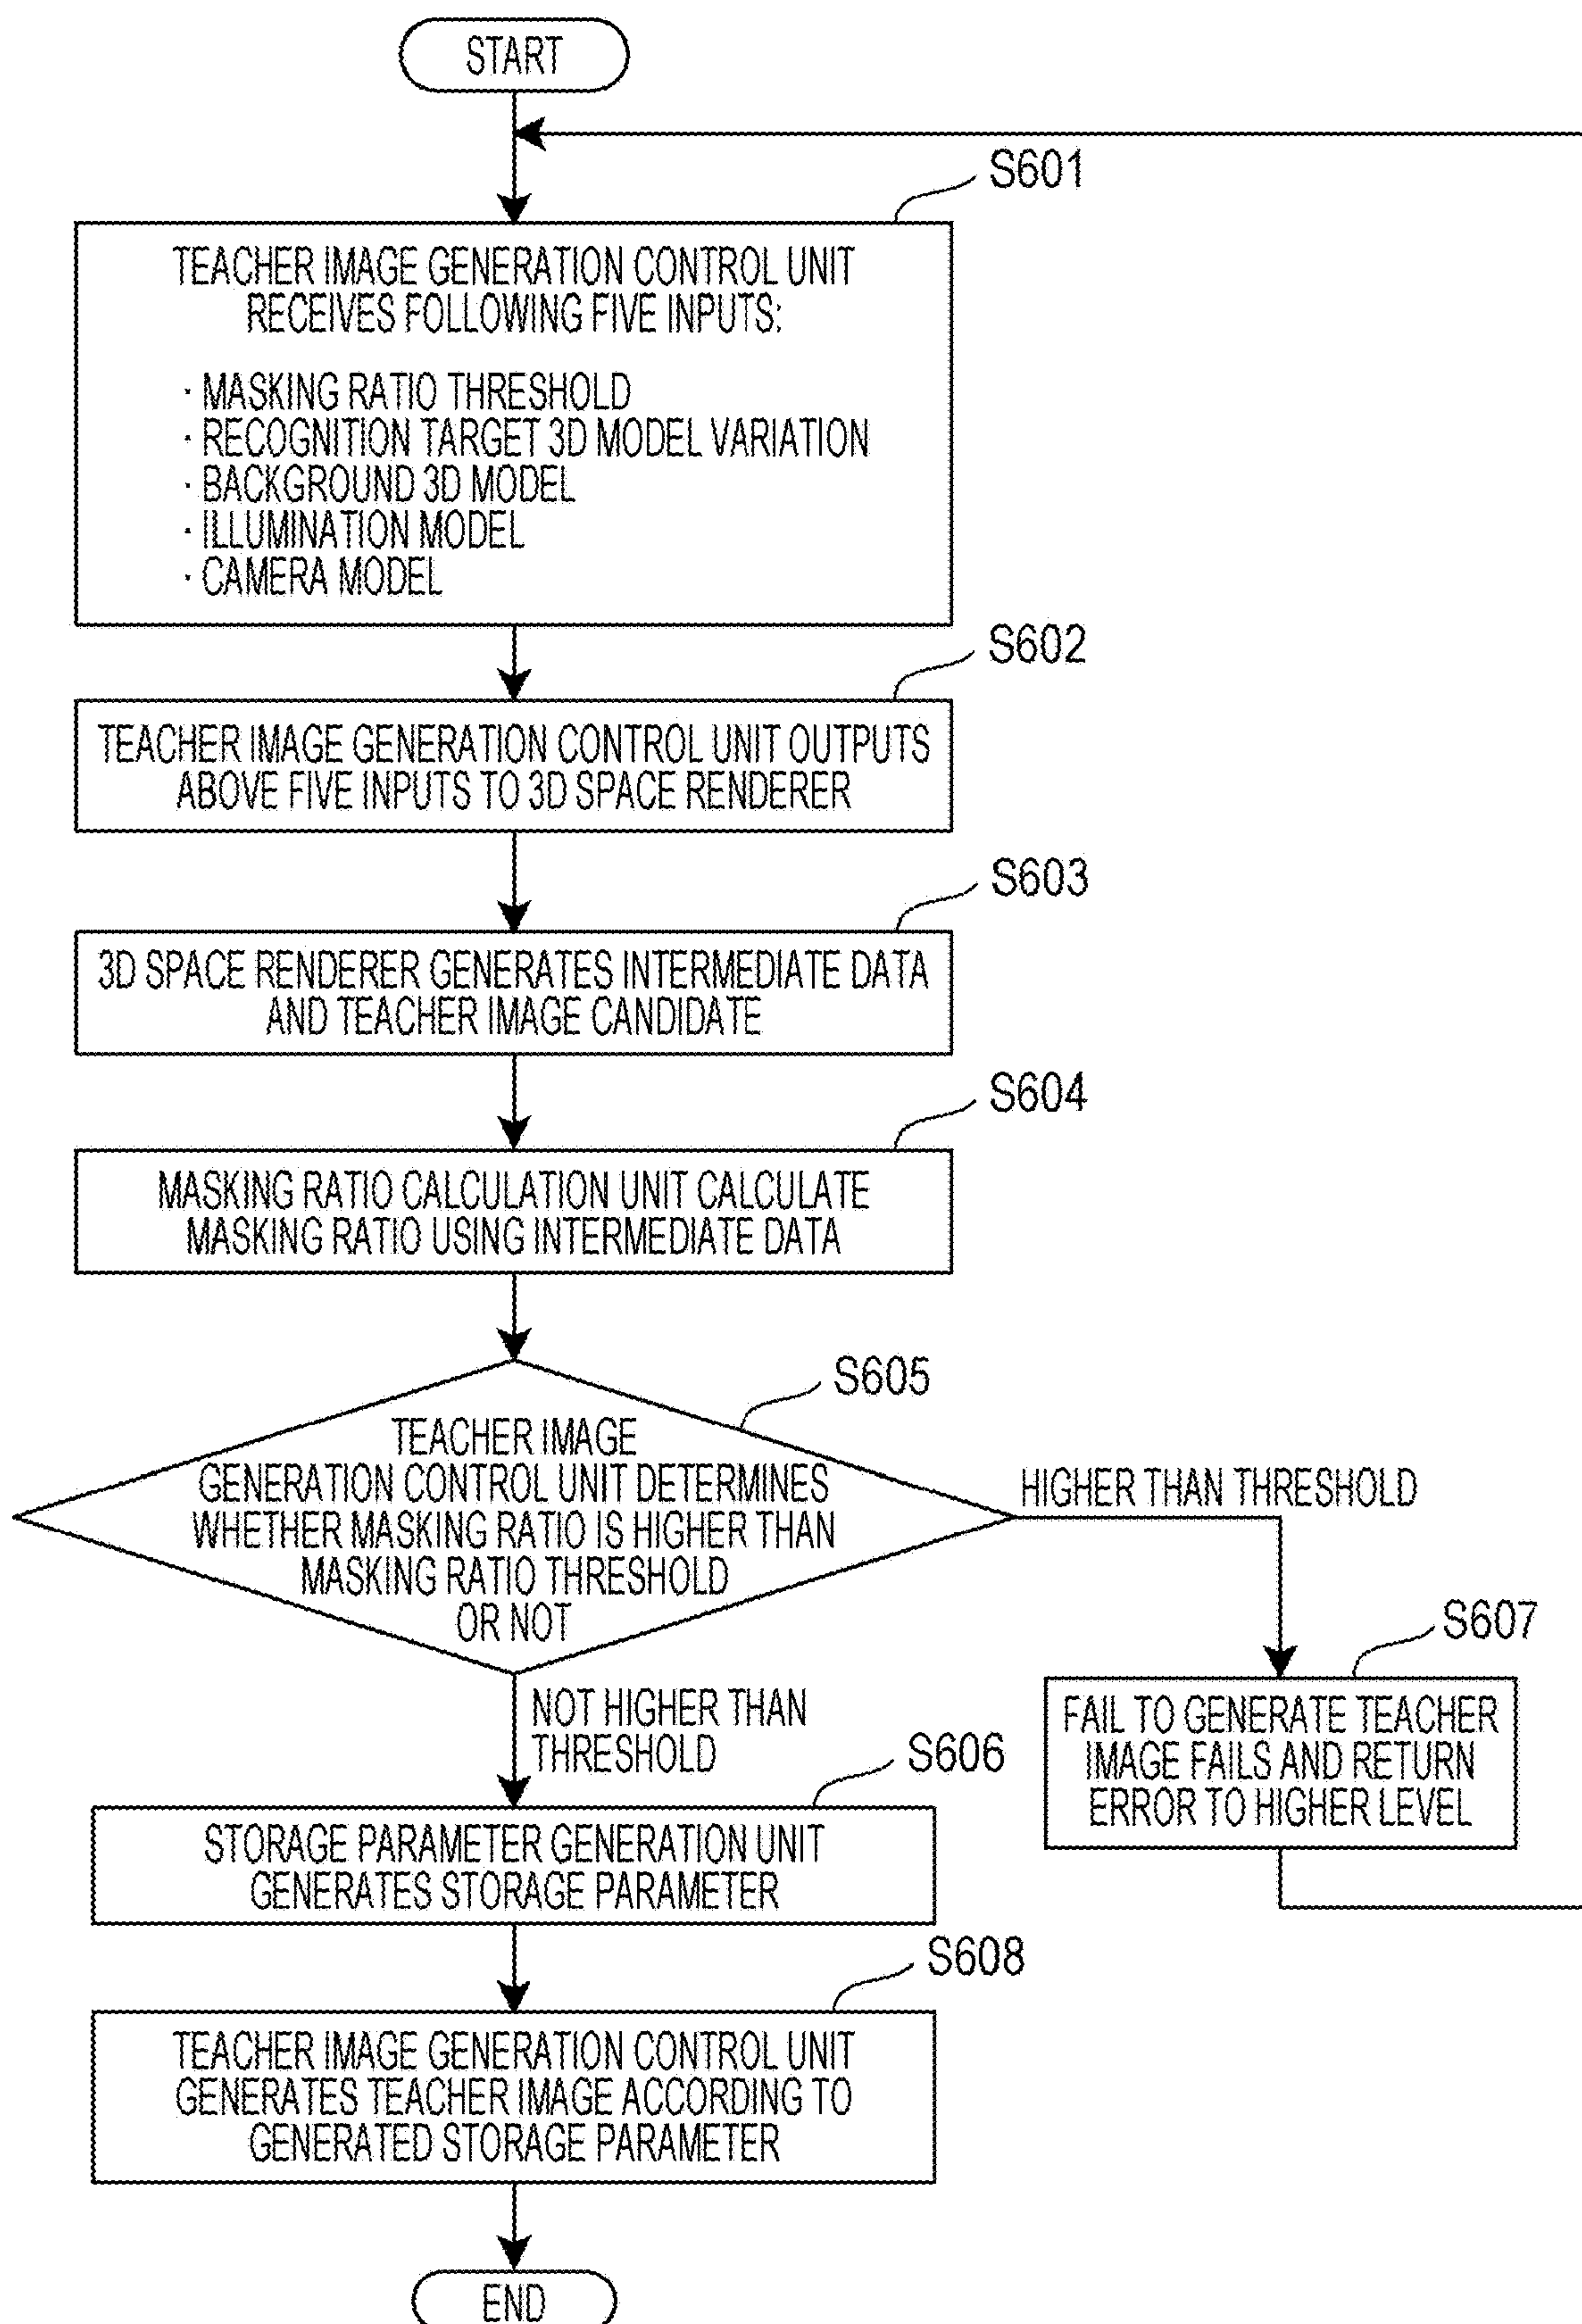 START
S601
TEACHER IMAGE GENERATION CONTROL UNIT
RECEIVES FOLLOWING FIVE INPUTS:
· MASKING RATIO THRESHOLD
· RECOGNITION TARGET 3D MODEL VARIATION
· BACKGROUND 3D MODEL
· ILLUMINATION MODEL
· CAMERA MODEL
S602
TEACHER IMAGE GENERATION CONTROL UNIT OUTPUTS
ABOVE FIVE INPUTS TO 3D SPACE RENDERER
S603
3D SPACE RENDERER GENERATES INTERMEDIATE DATA
AND TEACHER IMAGE CANDIDATE
S604
MASKING RATIO CALCULATION UNIT CALCULATE
MASKING RATIO USING INTERMEDIATE DATA
S605
TEACHER IMAGE
GENERATION CONTROL UNIT DETERMINES
WHETHER MASKING RATIO IS HIGHER THAN
MASKING RATIO THRESHOLD
OR NOT
HIGHER THAN THRESHOLD
S607
FAIL TO GENERATE TEACHER
IMAGE FAILS AND RETURN
ERROR TO HIGHER LEVEL
NOT HIGHER THAN
THRESHOLD
S606
STORAGE PARAMETER GENERATION UNIT
GENERATES STORAGE PARAMETER
S608
TEACHER IMAGE GENERATION CONTROL UNIT
GENERATES TEACHER IMAGE ACCORDING TO
GENERATED STORAGE PARAMETER
END